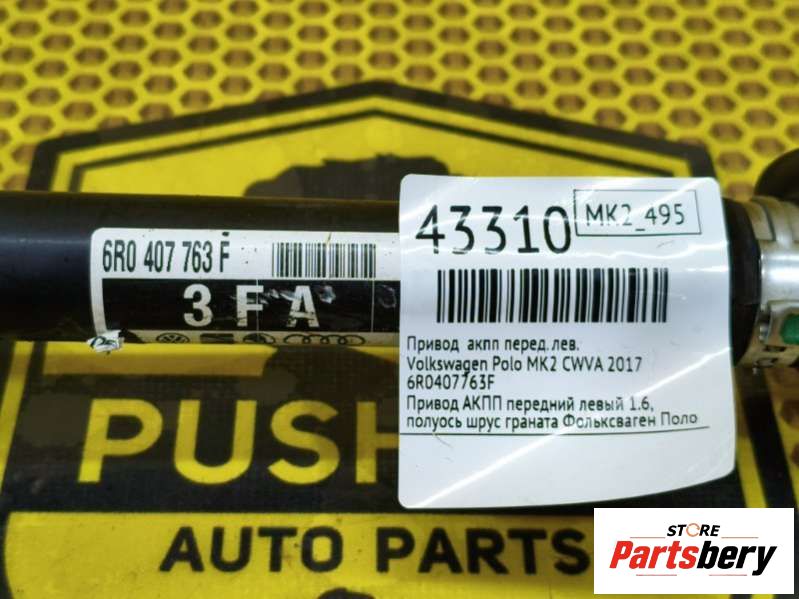 43310
MK2_495
Привод акпп перед. лев.
Volkswagen Polo MK2 CWVA 2017
6R0407763F
Привод АКПП передний левый 1.6,
полуось шрус граната Фольксваген Поло
6R0 407 763 F
3 F A
PUSH
AUTO PARTS
STORE
Partsbery